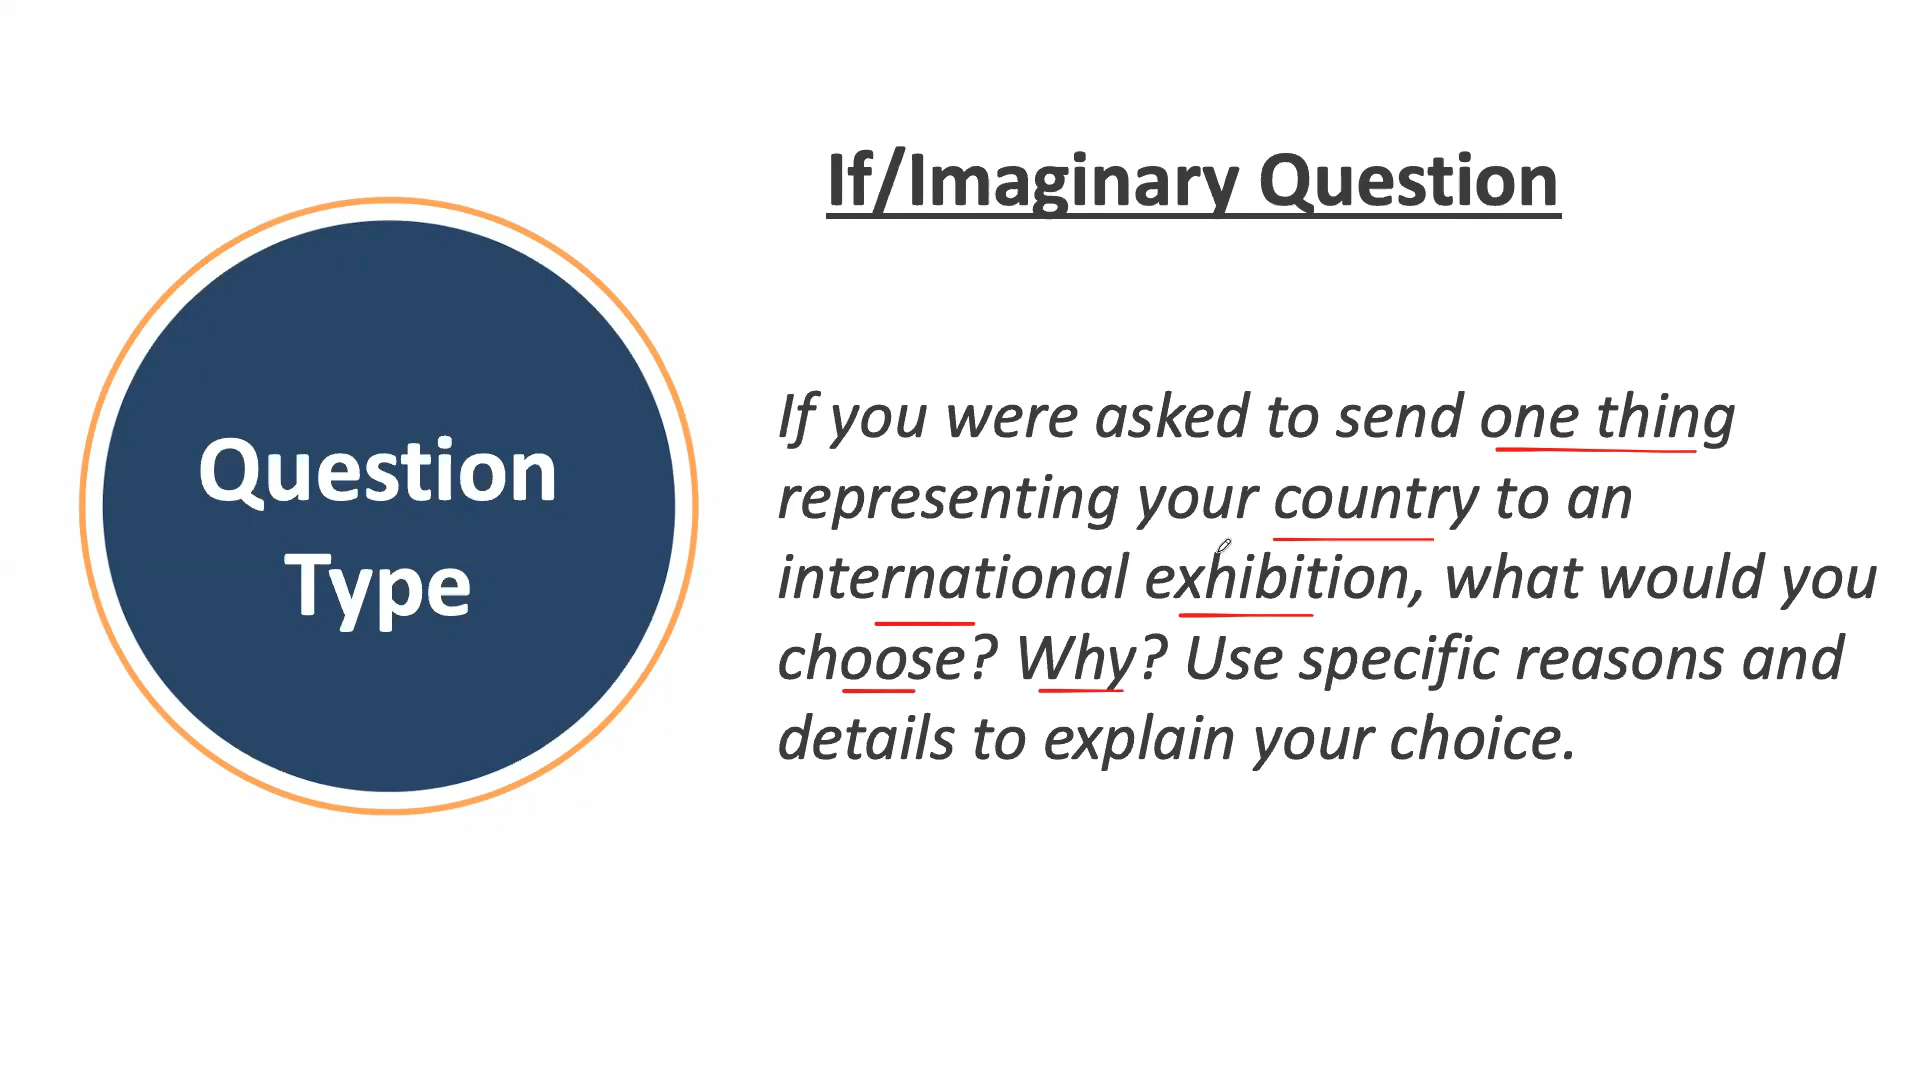 Question
Type
If/Imaginary Question
If you were asked to send one thing
representing your country to an
international exhibition, what would you
choose? Why? Use specific reasons and
details to explain your choice.